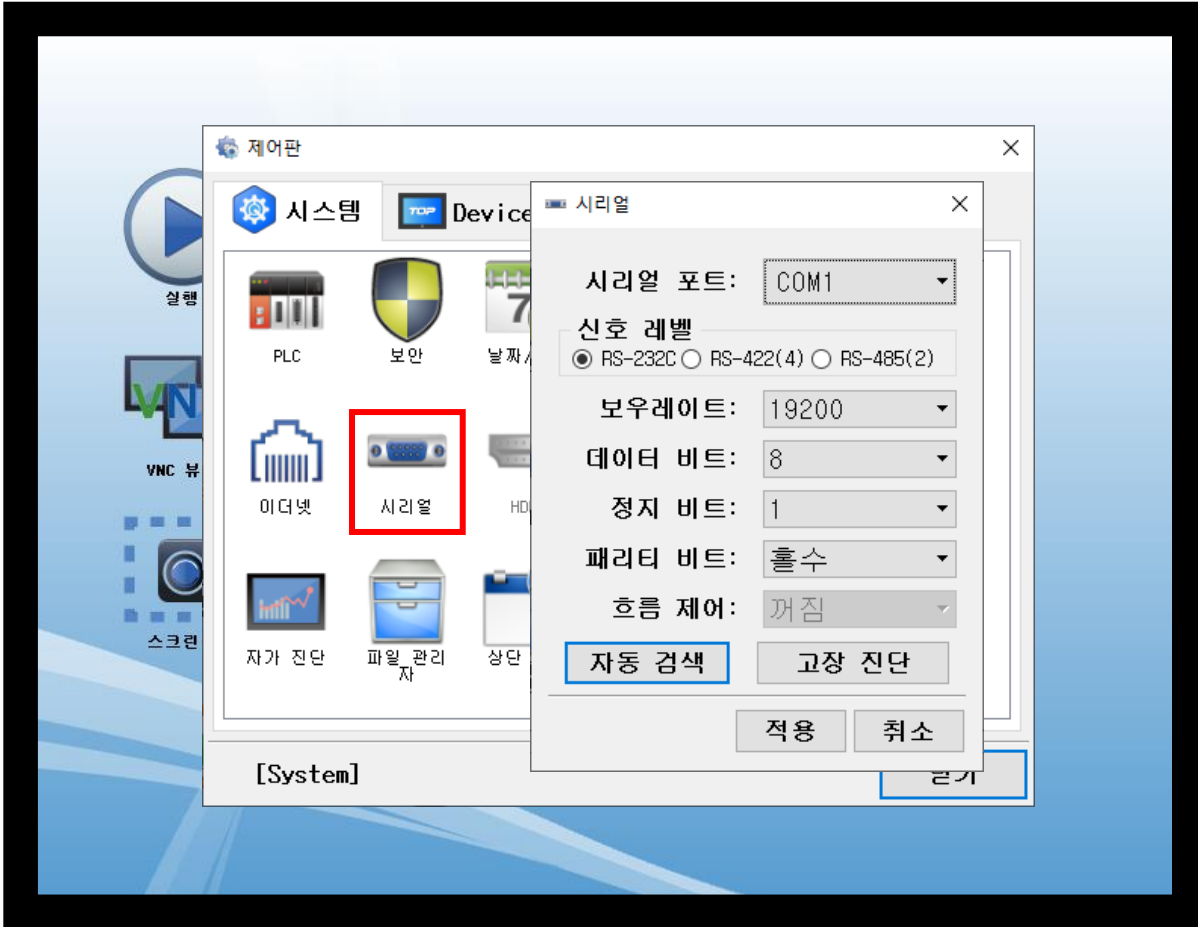 제어판
시스템
TOP
Device
시리얼
시리얼 포트: COM1
신호 레벨
RS-232C RS-422(4) RS-485(2)
보우레이트: 19200
데이터 비트: 8
정지 비트: 1
패리티 비트: 홀수
흐름 제어: 꺼짐
자동 검색 고장 진단
적용 취소
실행
VNC 뷰
스크린
PLC 보안 날짜/
7
이더넷 시리얼 HD
자가 진단 파일 관리
자
상단
[System]
닫기